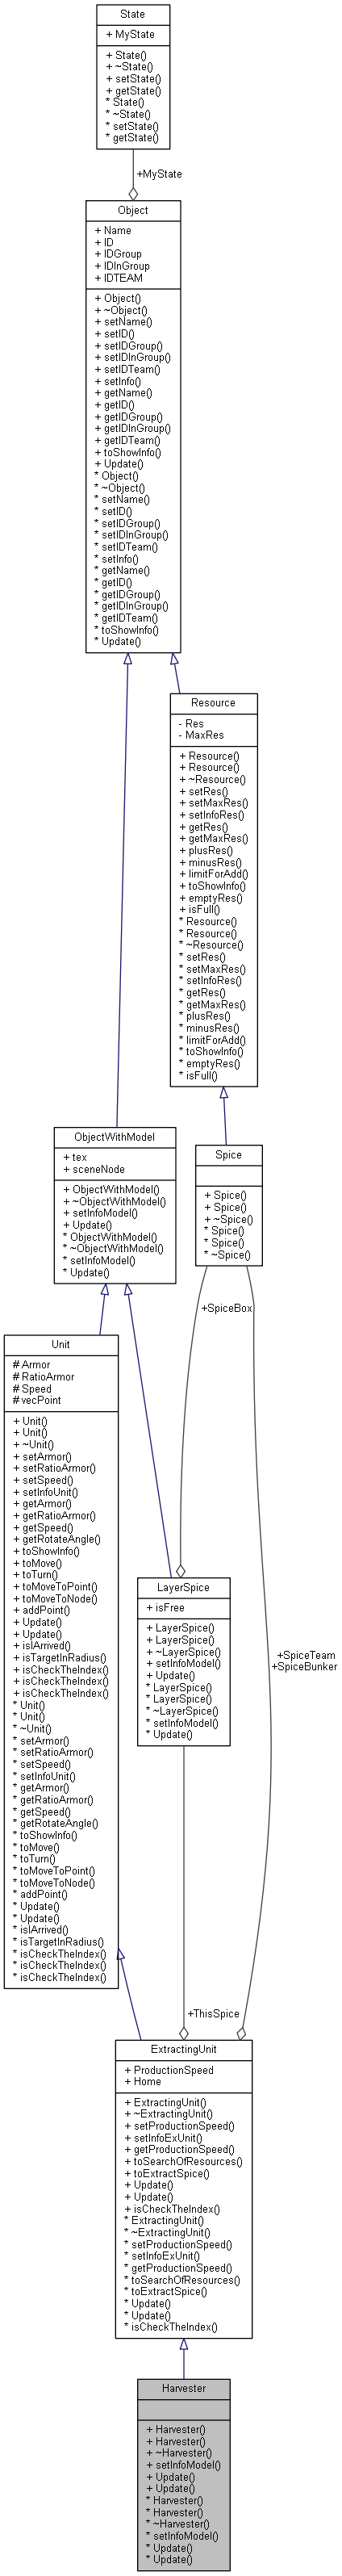 State
+ MyState
+ State()
+ ~State()
+ setState()
+ getState()
* State()
* ~State()
* setState()
* getState()
+MyState
Object
+ Name
+ ID
+ IDGroup
+ IDInGroup
+ IDTEAM
+ Object()
+ ~Object()
+ setName()
+ setID()
+ setIDGroup()
+ setIDInGroup()
+ setIDTeam()
+ setInfo()
+ getName()
+ getID()
+ getIDGroup()
+ getIDInGroup()
+ getIDTeam()
+ toShowInfo()
+ Update()
* Object()
* ~Object()
* setName()
* setID()
* setIDGroup()
* setIDInGroup()
* setIDTeam()
* setInfo()
* getName()
* getID()
* getIDGroup()
* getIDInGroup()
* getIDTeam()
* toShowInfo()
* Update()
Resource
- Res
- MaxRes
+ Resource()
+ Resource()
+ ~Resource()
+ setRes()
+ setMaxRes()
+ setInfoRes()
+ getRes()
+ getMaxRes()
+ plusRes()
+ minusRes()
+ limitForAdd()
+ toShowInfo()
+ emptyRes()
+ isFull()
* Resource()
* Resource()
* ~Resource()
* setRes()
* setMaxRes()
* setInfoRes()
* getRes()
* getMaxRes()
* plusRes()
* minusRes()
* limitForAdd()
* toShowInfo()
* emptyRes()
* isFull()
ObjectWithModel
+ tex
+ sceneNode
+ ObjectWithModel()
+ ~ObjectWithModel()
+ setInfoModel()
+ Update()
* ObjectWithModel()
* ~ObjectWithModel()
* setInfoModel()
* Update()
Spice
+ Spice()
+ Spice()
+ ~Spice()
* Spice()
* Spice()
* ~Spice()
+SpiceBox
Unit
# Armor
# RatioArmor
# Speed
# vecPoint
+ Unit()
+ Unit()
+ ~Unit()
+ setArmor()
+ setRatioArmor()
+ setSpeed()
+ setInfoUnit()
+ getArmor()
+ getRatioArmor()
+ getSpeed()
+ getRotateAngle()
+ toShowInfo()
+ toMove()
+ toTurn()
+ toMoveToPoint()
+ toMoveToNode()
+ addPoint()
+ Update()
+ Update()
+ isIArrived()
+ isTargetInRadius()
+ isCheckTheIndex()
+ isCheckTheIndex()
+ isCheckTheIndex()
* Unit()
* Unit()
* ~Unit()
* setArmor()
* setRatioArmor()
* setSpeed()
* setInfoUnit()
* getArmor()
* getRatioArmor()
* getSpeed()
* getRotateAngle()
* toShowInfo()
* toMove()
* toTurn()
* toMoveToPoint()
* toMoveToNode()
* addPoint()
* Update()
* Update()
* isIArrived()
* isTargetInRadius()
* isCheckTheIndex()
* isCheckTheIndex()
* isCheckTheIndex()
LayerSpice
+ isFree
+ LayerSpice()
+ LayerSpice()
+ ~LayerSpice()
+ setInfoModel()
+ Update()
* LayerSpice()
* LayerSpice()
* ~LayerSpice()
* setInfoModel()
* Update()
+SpiceTeam
+SpiceBunker
+ThisSpice
ExtractingUnit
+ ProductionSpeed
+ Home
+ ExtractingUnit()
+ ~ExtractingUnit()
+ setProductionSpeed()
+ setInfoExUnit()
+ getProductionSpeed()
+ toSearchOfResources()
+ toExtractSpice()
+ Update()
+ Update()
+ isCheckTheIndex()
* ExtractingUnit()
* ~ExtractingUnit()
* setProductionSpeed()
* setInfoExUnit()
* getProductionSpeed()
* toSearchOfResources()
* toExtractSpice()
* Update()
* Update()
* isCheckTheIndex()
Harvester
+ Harvester()
+ Harvester()
+ ~Harvester()
+ setInfoModel()
+ Update()
+ Update()
* Harvester()
* Harvester()
* ~Harvester()
* setInfoModel()
* Update()
* Update()